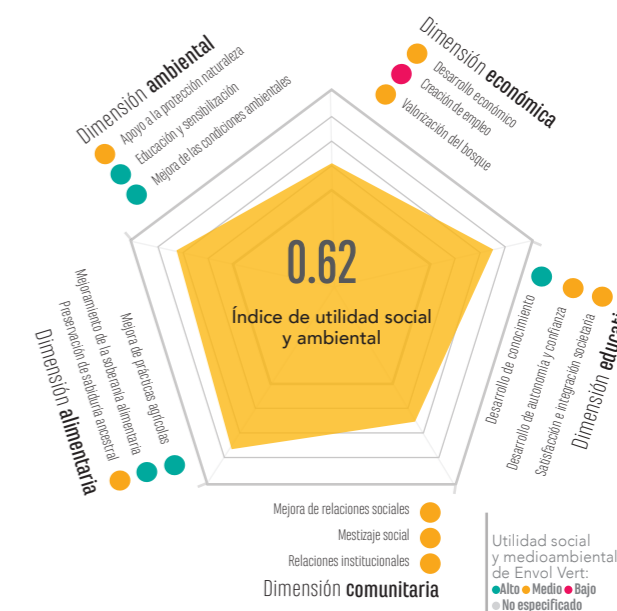 Dimensión ambiental
Apoyo a la protección naturaleza
Educación y sensibilización
Mejora de las condiciones ambientales
Dimensión económica
Desarrollo económico
Creación de empleo
Valorización del bosque
0.62
Índice de utilidad social
y ambiental
Desarrollo de conocimiento
Desarrollo de autonomía y confianza
Satisfacción e integración societaria
Dimensión educati
Mejora de prácticas agrícolas
Mejoramiento de la soberanía alimentaria
Preservación de sabiduría ancestral
Dimensión alimentaria
Mejora de relaciones sociales
Mestizaje social
Relaciones institucionales
Dimensión comunitaria
Utilidad social
y medioambiental
de Envol Vert:
Alto Medio Bajo
No especificado